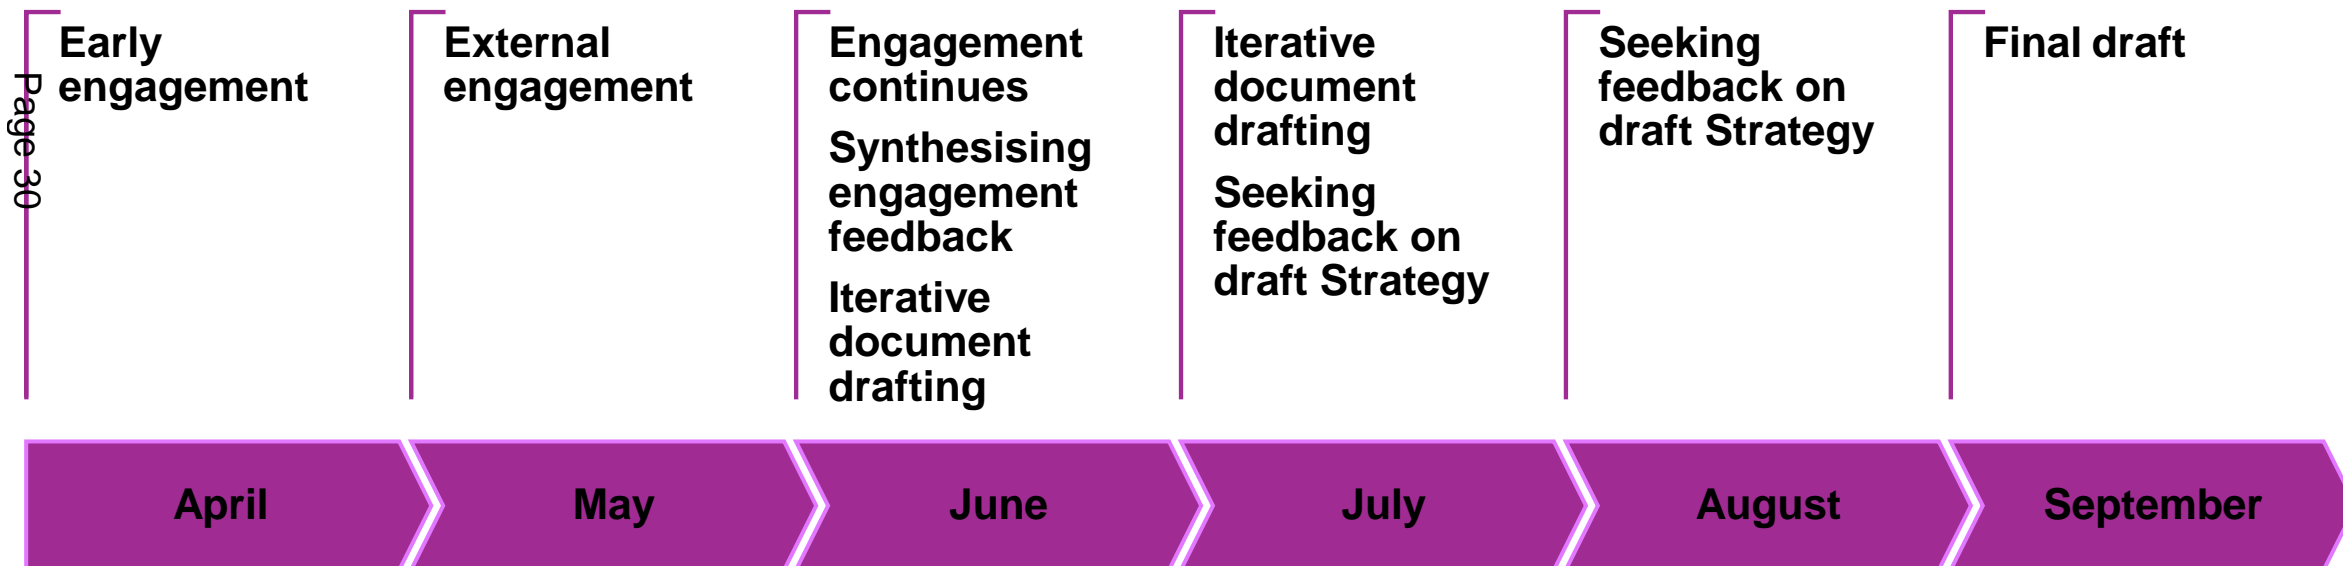 Page 30
Early
engagement
External
engagement
Engagement
continues
Synthesising
engagement
feedback
Iterative
document
drafting
Iterative
document
drafting
Seeking
feedback on
draft Strategy
Seeking
feedback on
draft Strategy
Final draft
April
May
June
July
August
September